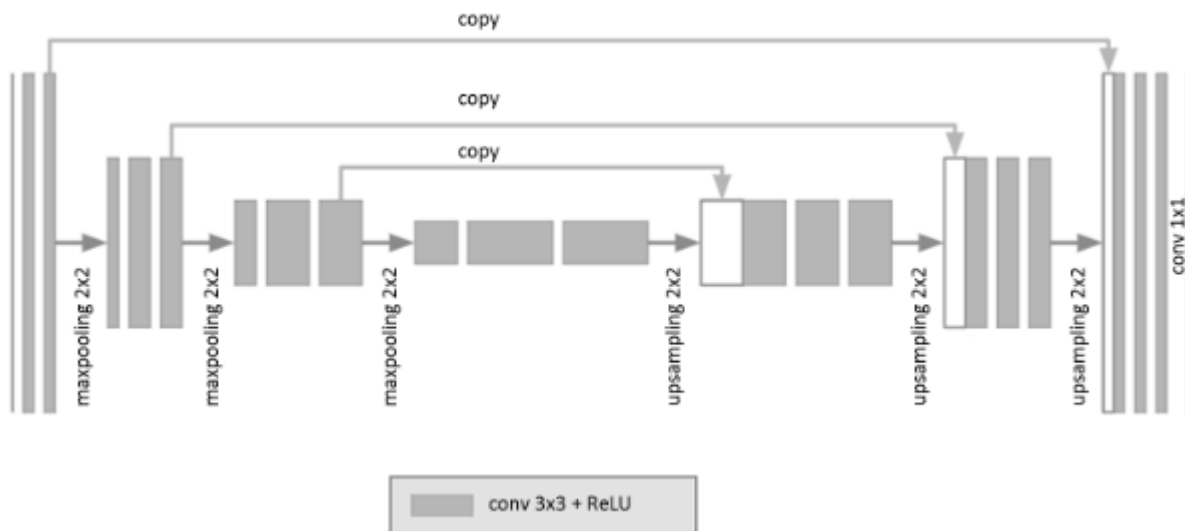 copy
copy
copy
maxpooling 2x2
maxpooling 2x2
maxpooling 2x2
upsampling 2x2
upsampling 2x2
upsampling 2x2
conv 1x1
conv 3x3 + ReLU